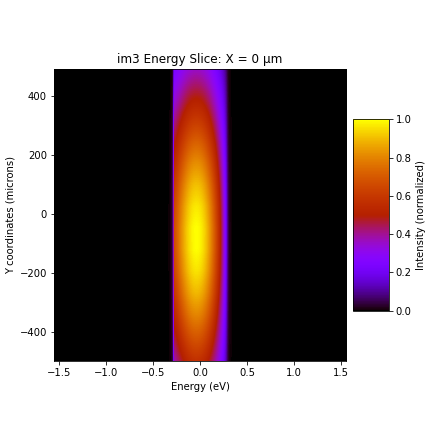 im3 Energy Slice: X = 0 μm
400
200
0
−200
−400
Y coordinates (microns)
−1.5 −1.0 −0.5 0.0 0.5 1.0 1.5
Energy (eV)
1.0
0.8
0.6
0.4
0.2
0.0
Intensity (normalized)